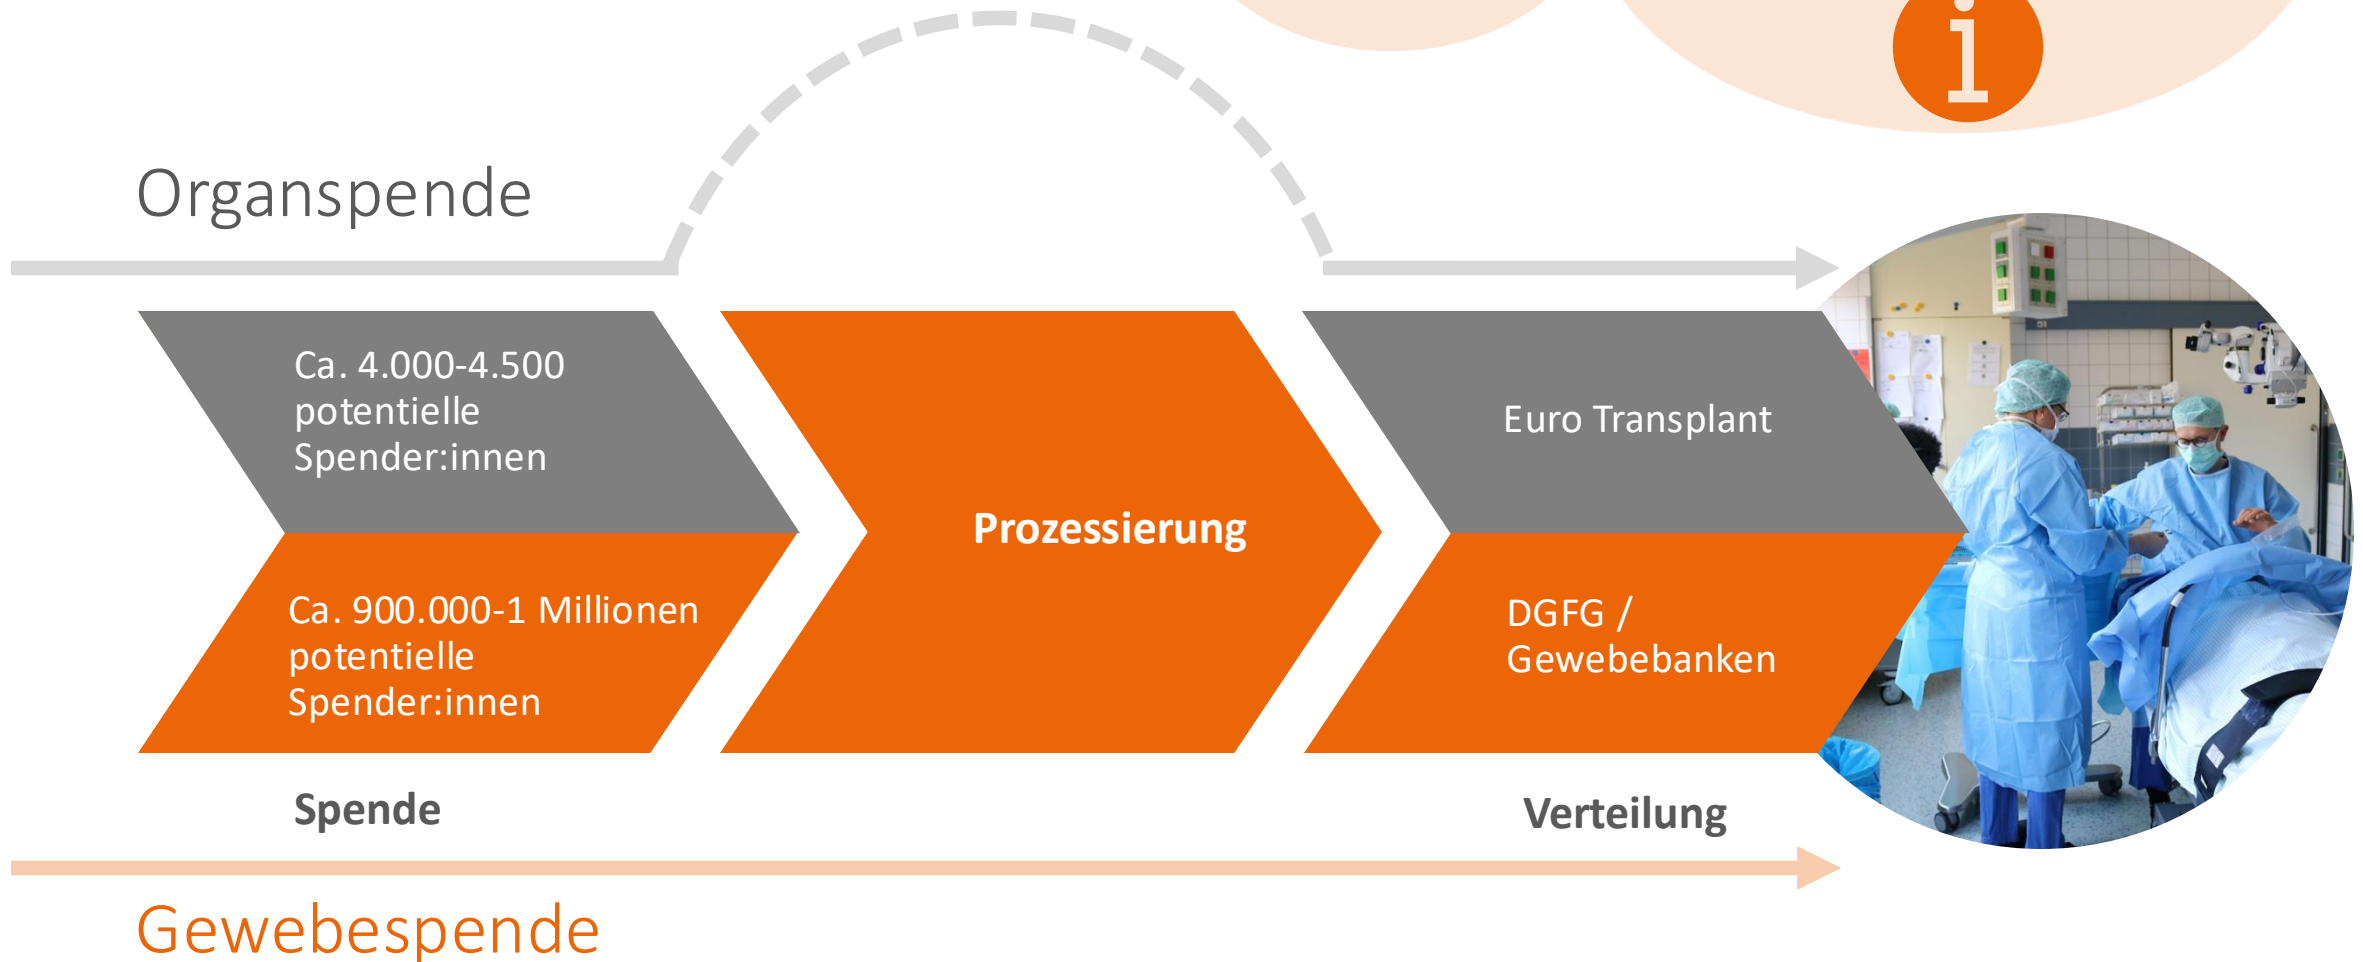 Organspende
Ca. 4.000-4.500
potentielle
Spender:innen
Prozessierung
Euro Transplant
Ca. 900.000-1 Millionen
potentielle
Spender:innen
DGFG /
Gewebebanken
Spende
Verteilung
Gewebespende